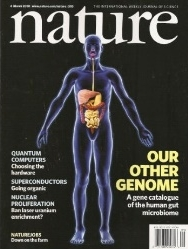 THE INTERNATIONAL WEEKLY JOURNAL OF SCIENCE
nature
QUANTUM
COMPUTERS
Choosing the
hardware
SUPERCONDUCTORS
Going organic
NUCLEAR
PROLIFERATION
Ban laser uranium
enrichment?
NATUREJOBS
Down on the farm
OUR
OTHER
GENOME
A gene catalogue
of the human gut
microbiome